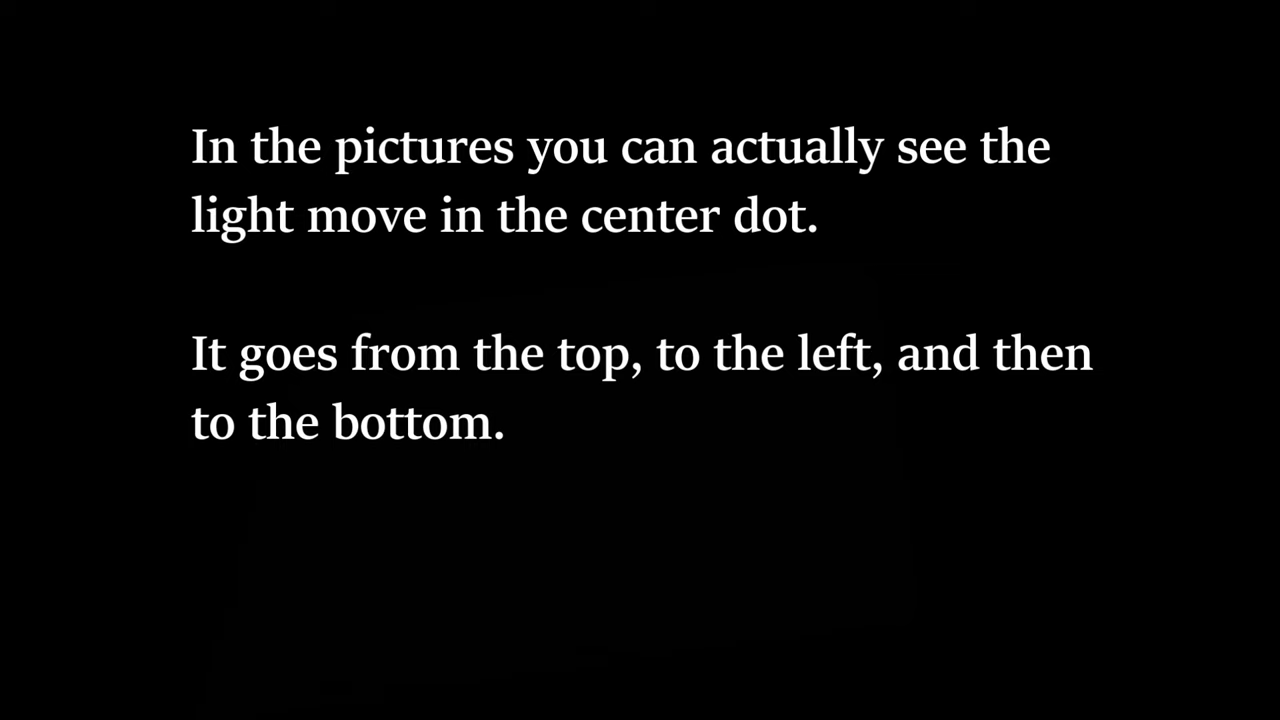 In the pictures you can actually see the
light move in the center dot.
It goes from the top, to the left, and then
to the bottom.